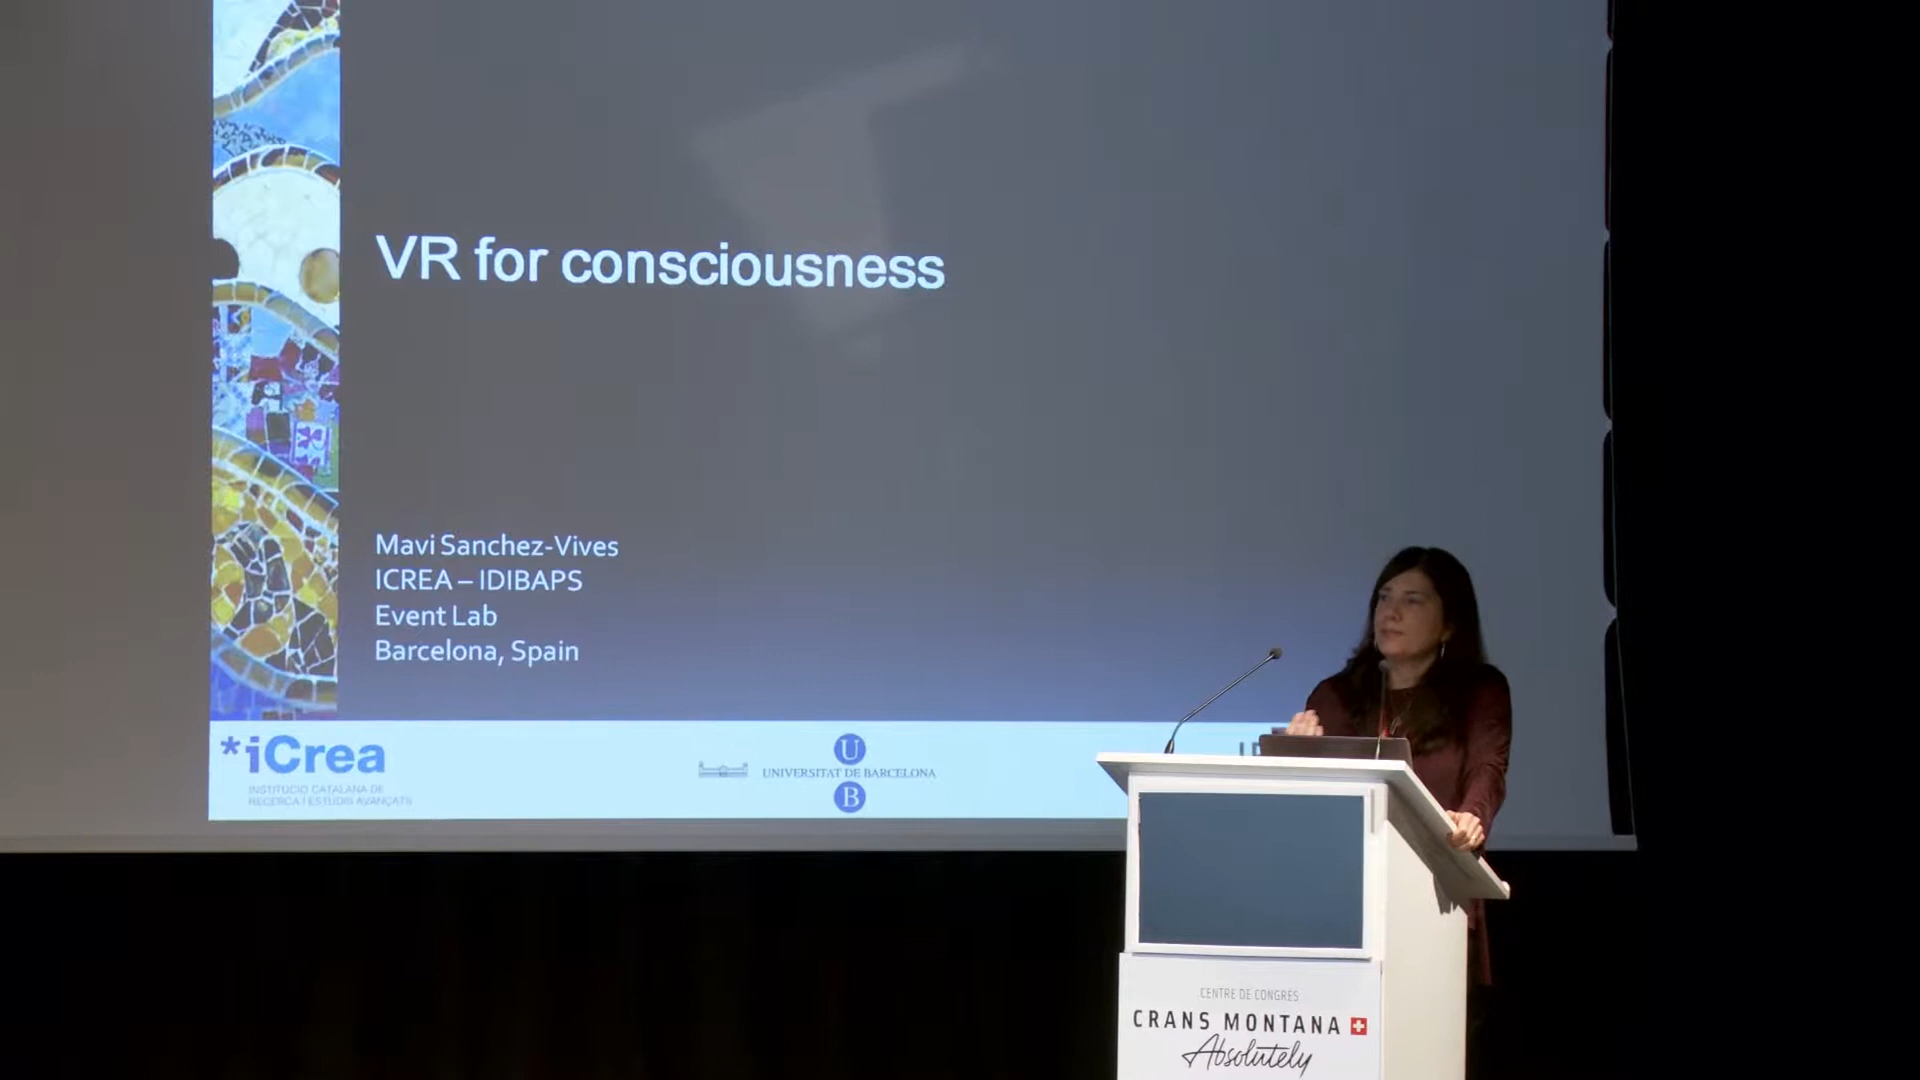 VR for consciousness
Mavi Sanchez-Vives
ICREA – IDIBAPS
Event Lab
Barcelona, Spain
*iCrea
INSTITUCIÓ CATALANA DE
RECERCA I ESTUDIS AVANÇATS
U
UNIVERSITAT DE BARCELONA
B
CENTRE DE CONGRÈS
CRANS MONTANA
Absolutely